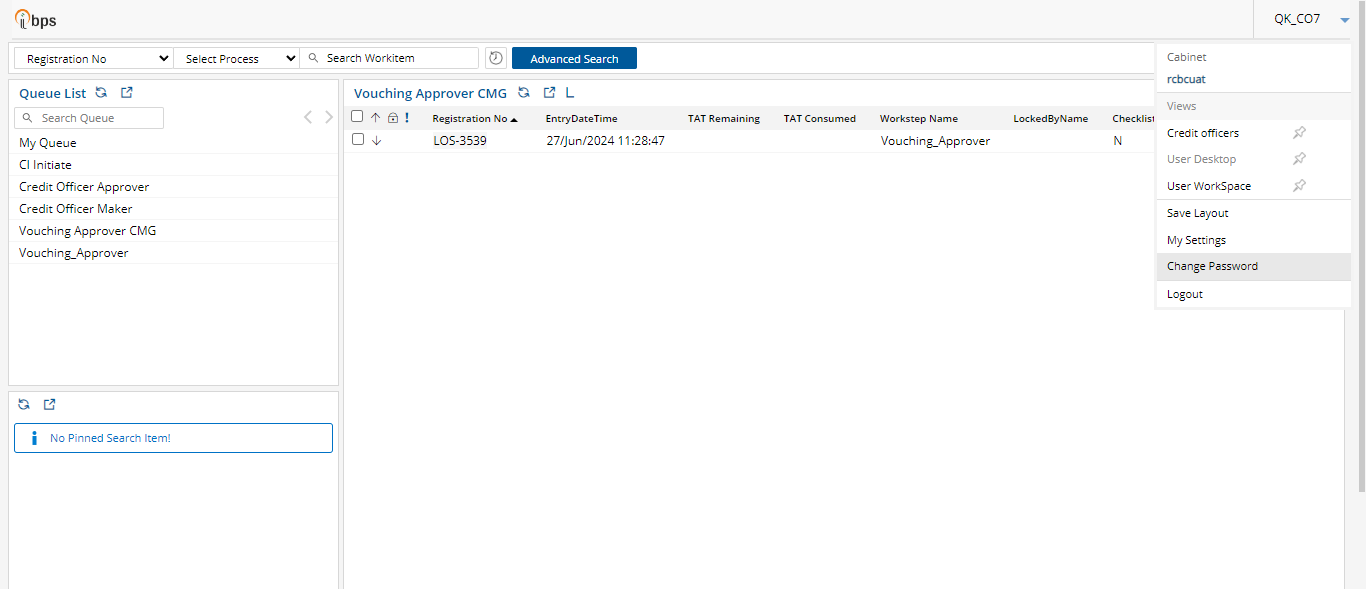 ibps
QK_CO7
Registration No
Select Process
Search Workitem
Advanced Search
Cabinet
rcbcuat
Views
Credit officers
User Desktop
User WorkSpace
Save Layout
My Settings
Change Password
Logout
Queue List
Search Queue
My Queue
CI Initiate
Credit Officer Approver
Credit Officer Maker
Vouching Approver CMG
Vouching_Approver
No Pinned Search Item!
Vouching Approver CMG L
Registration No EntryDateTime TAT Remaining TAT Consumed Workstep Name LockedByName Checklist
LOS-3539 27/Jun/2024 11:28:47 Vouching_Approver N